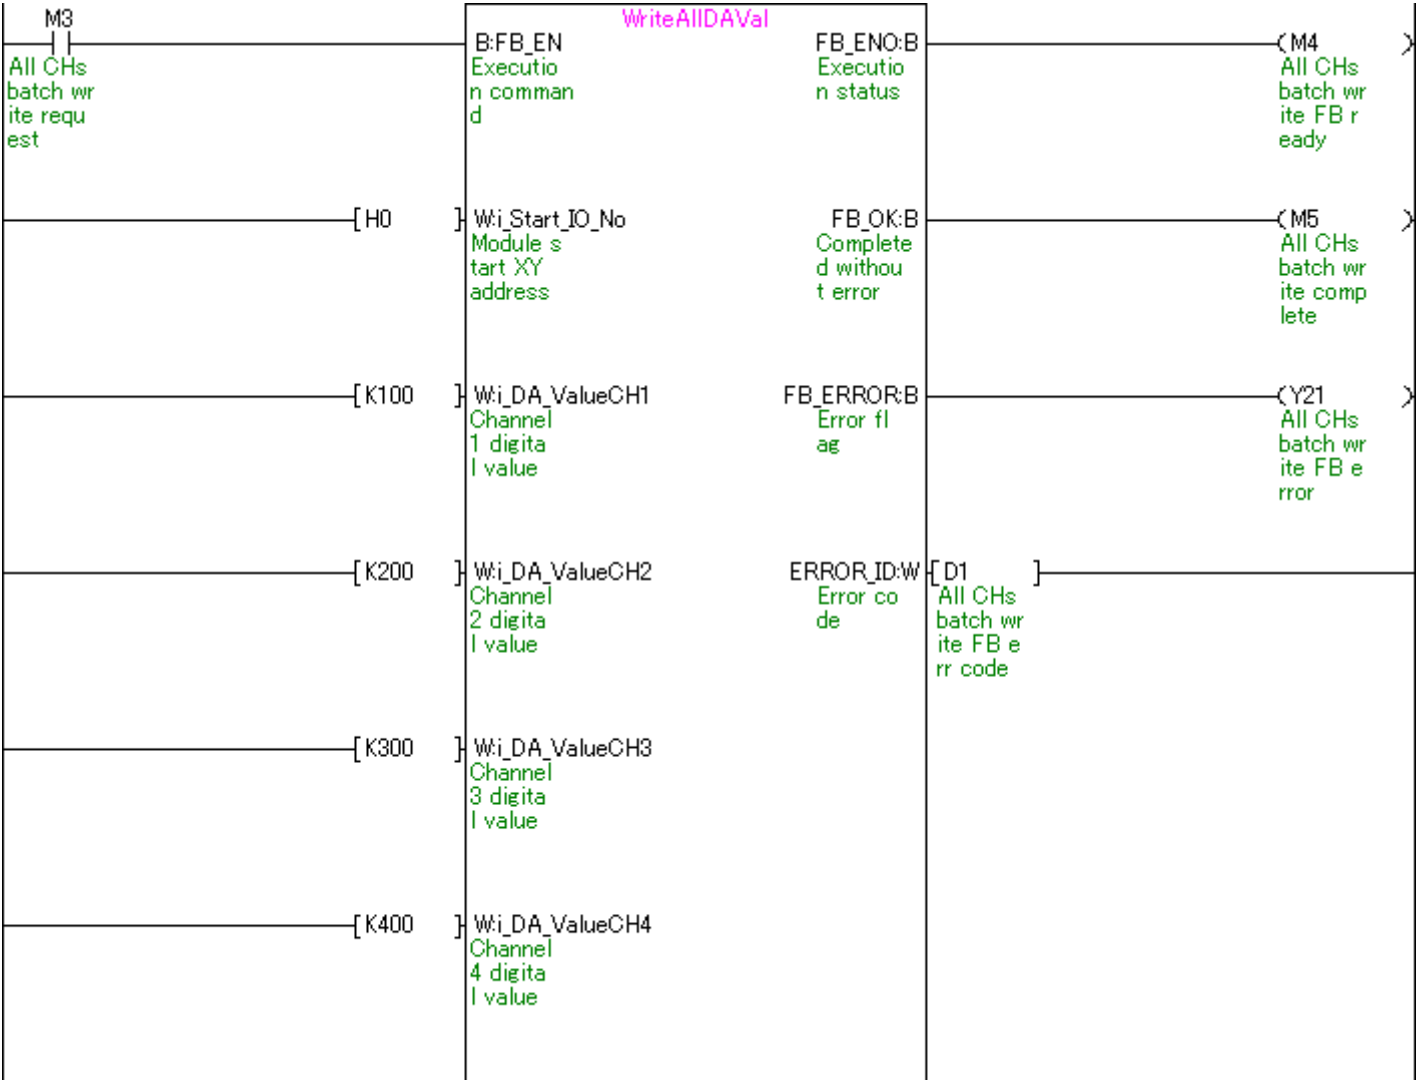 M3
WriteAllDAVal
B:FB_EN
FB_ENO:B
( M4 )
All CHs
batch wr
ite requ
est
Executio
n comman
d
Executio
n status
All CHs
batch wr
ite FB r
eady
[ H0 ]
W:i_Start_IO_No
FB_OK:B
( M5 )
Module s
tart XY
address
Complete
d withou
t error
All CHs
batch wr
ite comp
lete
[ K100 ]
W:i_DA_ValueCH1
FB_ERROR:B
( Y21 )
Channel
1 digita
l value
Error fl
ag
All CHs
batch wr
ite FB e
rror
[ K200 ]
W:i_DA_ValueCH2
ERROR_ID:W
[ D1 ]
Channel
2 digita
l value
Error co
de
All CHs
batch wr
ite FB e
rr code
[ K300 ]
W:i_DA_ValueCH3
Channel
3 digita
l value
[ K400 ]
W:i_DA_ValueCH4
Channel
4 digita
l value